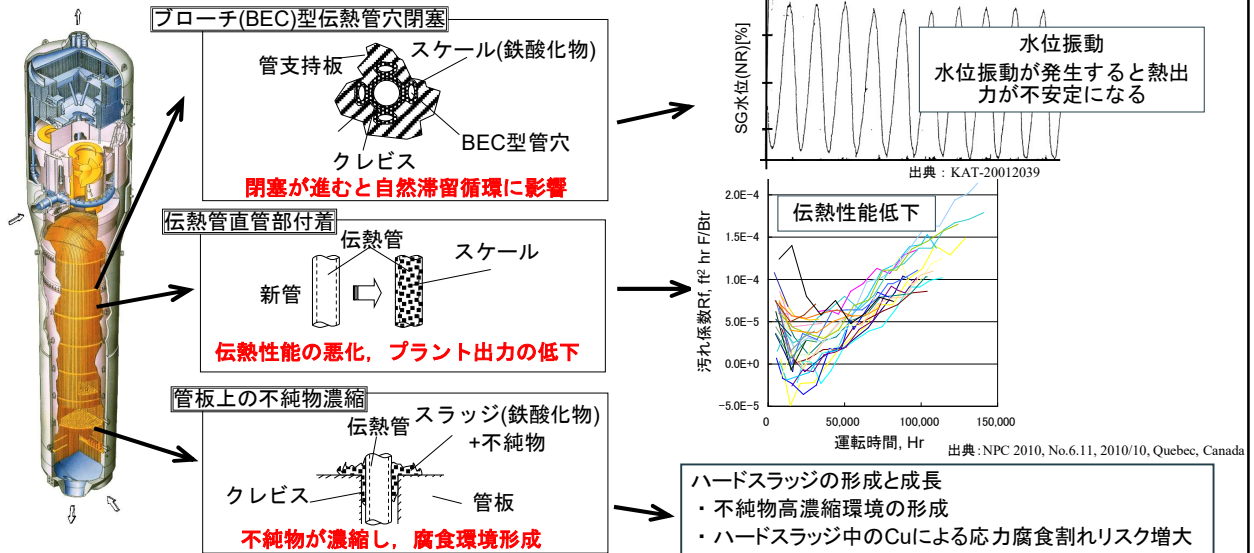 ブローチ(BEC)型伝熱管穴閉塞
管支持板
スケール(鉄酸化物)
BEC型管穴
クレビス
閉塞が進むと自然滞留循環に影響
SG水位(NR)[%]
水位振動
水位振動が発生すると熱出
力が不安定になる
出典：KAT-20012039
伝熱管直管部付着
伝熱管
スケール
新管
伝熱性能の悪化，プラント出力の低下
伝熱性能低下
汚れ係数Rf, ft² hr F/Btr
2.0E-4
1.5E-4
1.0E-4
5.0E-5
0.0E+0
-5.0E-5
0
50,000
100,000
150,000
運転時間, Hr
出典:NPC 2010, No.6.11, 2010/10, Quebec, Canada
管板上の不純物濃縮
伝熱管
スラッジ(鉄酸化物)
+不純物
クレビス
管板
不純物が濃縮し，腐食環境形成
ハードスラッジの形成と成長
・不純物高濃縮環境の形成
・ハードスラッジ中のCuによる応力腐食割れリスク増大